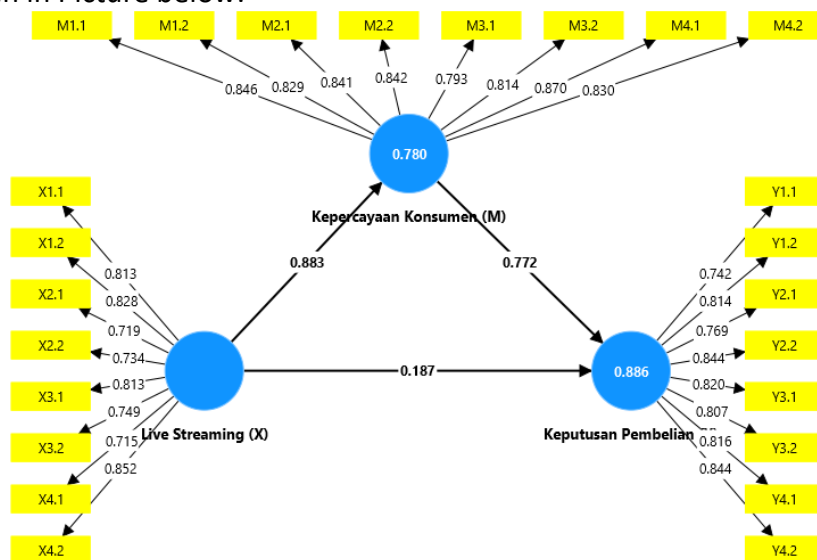 M1.1 M1.2 M2.1 M2.2 M3.1 M3.2 M4.1 M4.2
0.846 0.829 0.841 0.842 0.793 0.814 0.870 0.830
0.780
Kepercayaan Konsumen (M)
X1.1
X1.2
X2.1
X2.2
X3.1
X3.2
X4.1
X4.2
0.813
0.828
0.719
0.734
0.813
0.749
0.715
0.852
Live Streaming (X)
0.883
0.772
0.187
0.886
Keputusan Pembelian
0.742
0.814
0.769
0.844
0.820
0.807
0.816
0.844
Y1.1
Y1.2
Y2.1
Y2.2
Y3.1
Y3.2
Y4.1
Y4.2